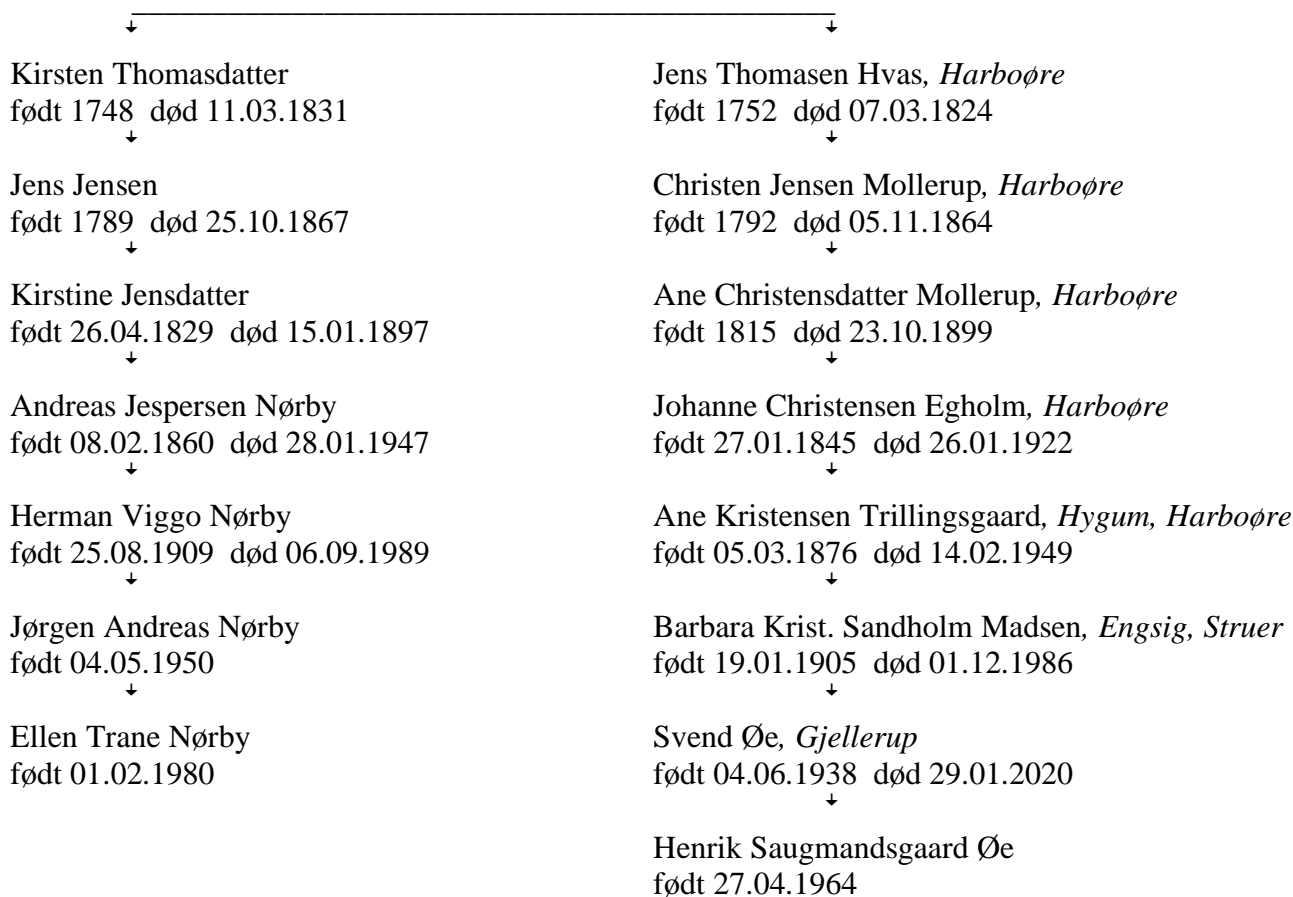 Kirsten Thomasdatter
født 1748  død 11.03.1831
Jens Jensen
født 1789  død 25.10.1867
Kirstine Jensdatter
født 26.04.1829  død 15.01.1897
Andreas Jespersen Nørby
født 08.02.1860  død 28.01.1947
Herman Viggo Nørby
født 25.08.1909  død 06.09.1989
Jørgen Andreas Nørby
født 04.05.1950
Ellen Trane Nørby
født 01.02.1980
Jens Thomasen Hvas, Harboøre
født 1752  død 07.03.1824
Christen Jensen Mollerup, Harboøre
født 1792  død 05.11.1864
Ane Christensdatter Mollerup, Harboøre
født 1815  død 23.10.1899
Johanne Christensen Egholm, Harboøre
født 27.01.1845  død 26.01.1922
Ane Kristensen Trillingsgaard, Hygum, Harboøre
født 05.03.1876  død 14.02.1949
Barbara Krist. Sandholm Madsen, Engsig, Struer
født 19.01.1905  død 01.12.1986
Svend Øe, Gjellerup
født 04.06.1938  død 29.01.2020
Henrik Saugmandsgaard Øe
født 27.04.1964